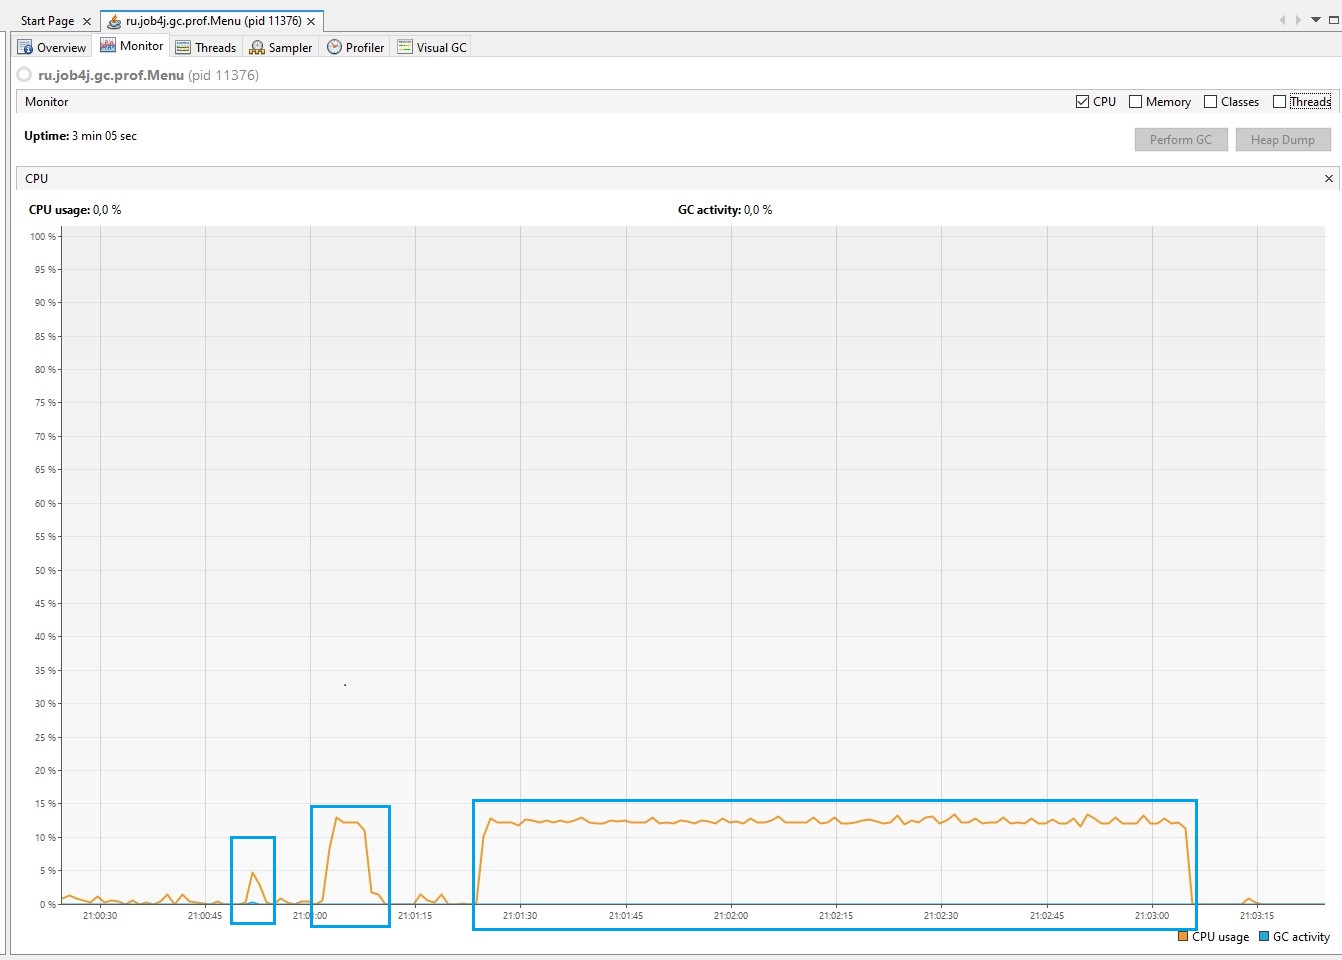 Start Page
ru.job4j.gc.prof.Menu (pid 11376)
Overview Monitor Threads Sampler Profiler Visual GC
ru.job4j.gc.prof.Menu (pid 11376)
Monitor CPU Memory Classes Threads
Uptime: 3 min 05 sec Perform GC Heap Dump
CPU
CPU usage: 0,0 % GC activity: 0,0 %
100 %
95 %
90 %
85 %
80 %
75 %
70 %
65 %
60 %
55 %
50 %
45 %
40 %
35 %
30 %
25 %
20 %
15 %
10 %
5 %
0 %
21:00:30 21:00:45 21:01:00 21:01:15 21:01:30 21:01:45 21:02:00 21:02:15 21:02:30 21:02:45 21:03:00 21:03:15
CPU usage GC activity